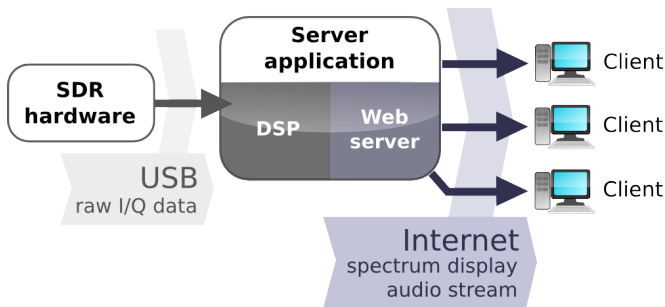 SDR
hardware
Server
application
DSP
Web
server
USB
raw I/Q data
Client
Client
Client
Internet
spectrum display
audio stream